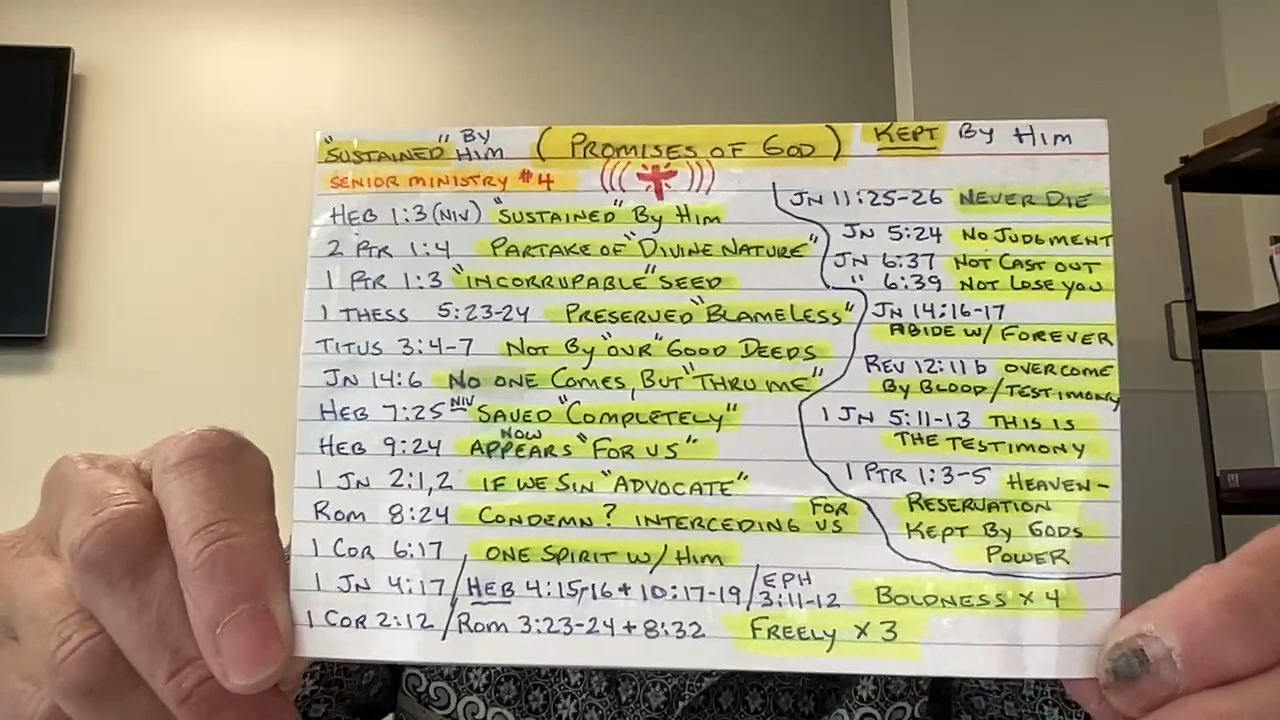 "SUSTAINED" BY HIM (PROMISES OF GOD) KEPT BY HIM
SENIOR MINISTRY #4
HEB 1:3 (NIV) "SUSTAINED" BY HIM
2 PTR 1:4 PARTAKE OF "DIVINE NATURE"
1 PTR 1:3 "INCORRUPABLE" SEED
1 THESS 5:23-24 PRESERVED "BLAMELESS"
TITUS 3:4-7 NOT BY "OUR" GOOD DEEDS
JN 14:6 NO ONE COMES, BUT "THRU ME"
HEB 7:25 NIV SAVED "COMPLETELY"
HEB 9:24 NOW APPEARS "FOR US"
1 JN 2:1,2 IF WE SIN "ADVOCATE"
ROM 8:24 CONDEMN? INTERCEDING FOR US
1 COR 6:17 ONE SPIRIT W/ HIM
1 JN 4:17 / HEB 4:15,-16 + 10:17-19 / EPH 3:11-12 BOLDNESS x 4
1 COR 2:12 / ROM 3:23-24 + 8:32 FREELY x 3
JN 11:25-26 NEVER DIE
JN 5:24 NO JUDGMENT
JN 6:37 NOT CAST OUT
" 6:39 NOT LOSE YOU
JN 14:16-17
ABIDE W/ FOREVER
REV 12:11b OVERCOME
BY BLOOD/TESTIMONY
1 JN 5:11-13 THIS IS
THE TESTIMONY
1 PTR 1:3-5 HEAVEN-
RESERVATION
KEPT BY GODS
POWER